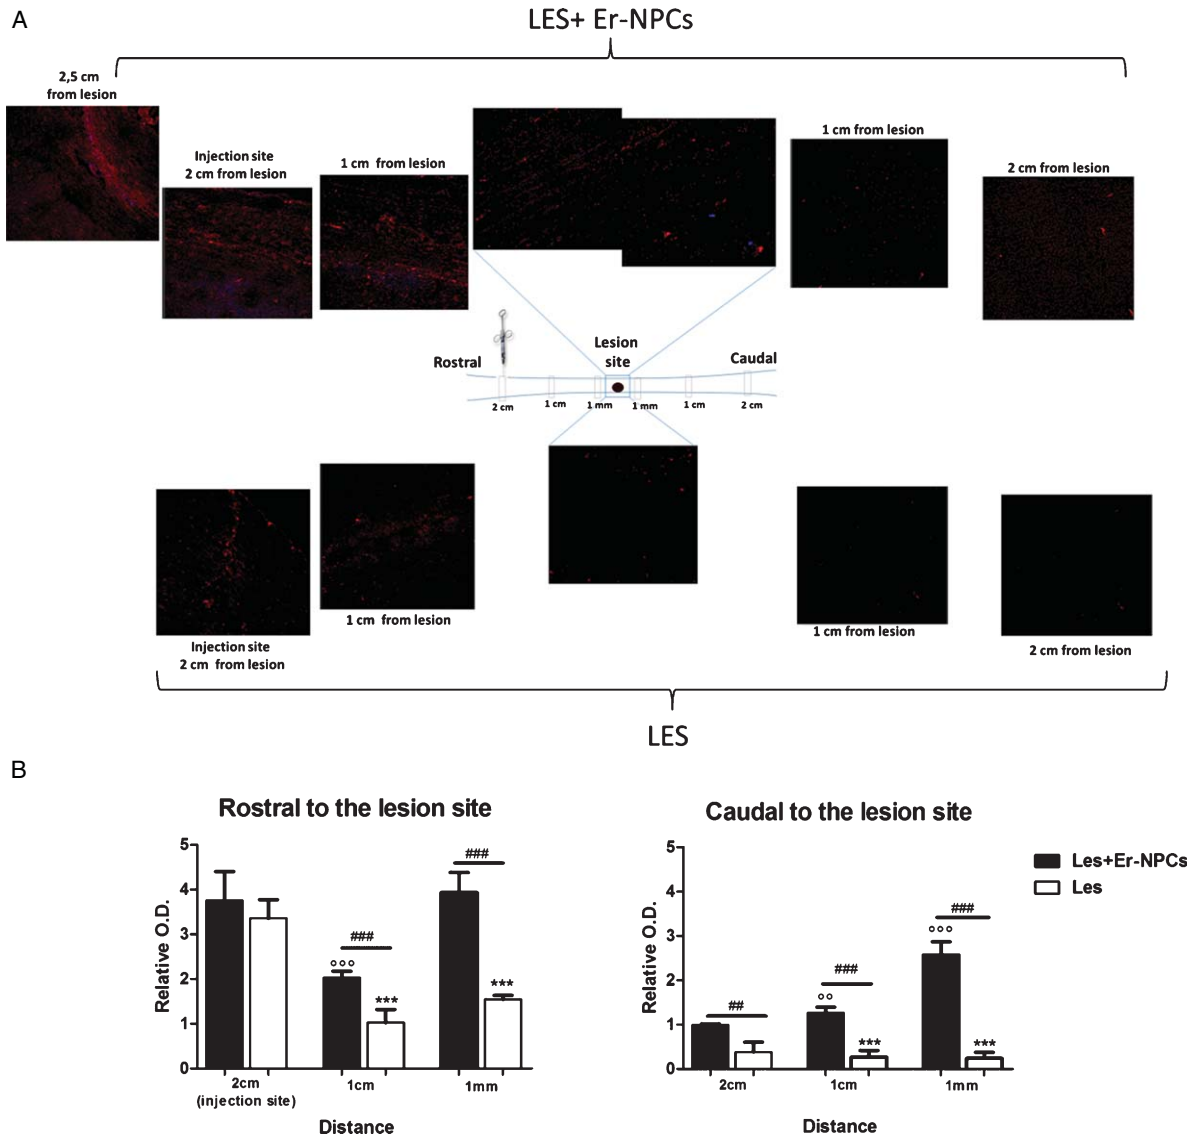 A
LES+ Er-NPCs
2,5 cm
from lesion
Injection site
2 cm from lesion
1 cm from lesion
1 cm from lesion
2 cm from lesion
Rostral
Lesion
site
Caudal
2 cm
1 cm
1 mm
1 mm
1 cm
2 cm
Injection site
2 cm from lesion
1 cm from lesion
1 cm from lesion
2 cm from lesion
LES
B
Rostral to the lesion site
Relative O.D.
5
4
3
2
1
0
°°°
###
***
###
***
2cm
(injection site)
1cm
1mm
Distance
Caudal to the lesion site
Relative O.D.
5
4
3
2
1
0
##
°°
###
***
°°°
###
***
2cm
1cm
1mm
Distance
Les+Er-NPCs
Les